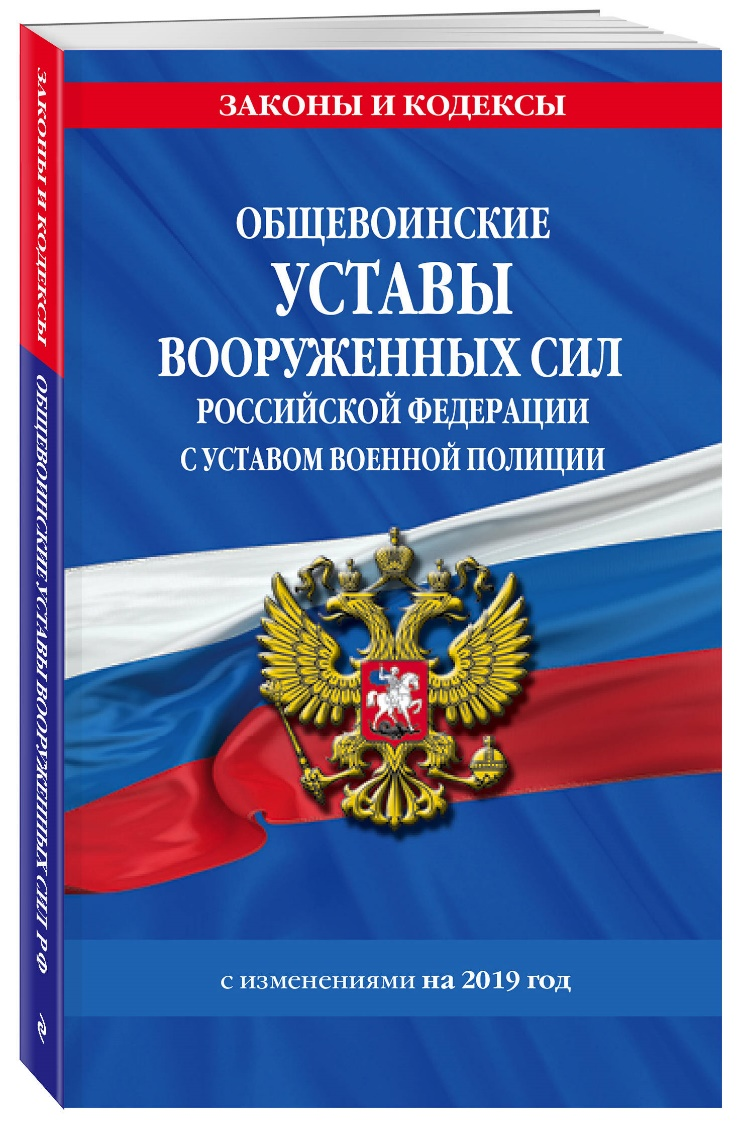 ЗАКОНЫ И КОДЕКСЫ
ОБЩЕВОИНСКИЕ
УСТАВЫ
ВООРУЖЕННЫХ СИЛ
РОССИЙСКОЙ ФЕДЕРАЦИИ
С УСТАВОМ ВОЕННОЙ ПОЛИЦИИ
с изменениями на 2019 год
ЗАКОНЫ И КОДЕКСЫ ОБЩЕВОИНСКИЕ УСТАВЫ ВООРУЖЕННЫХ СИЛ РФ